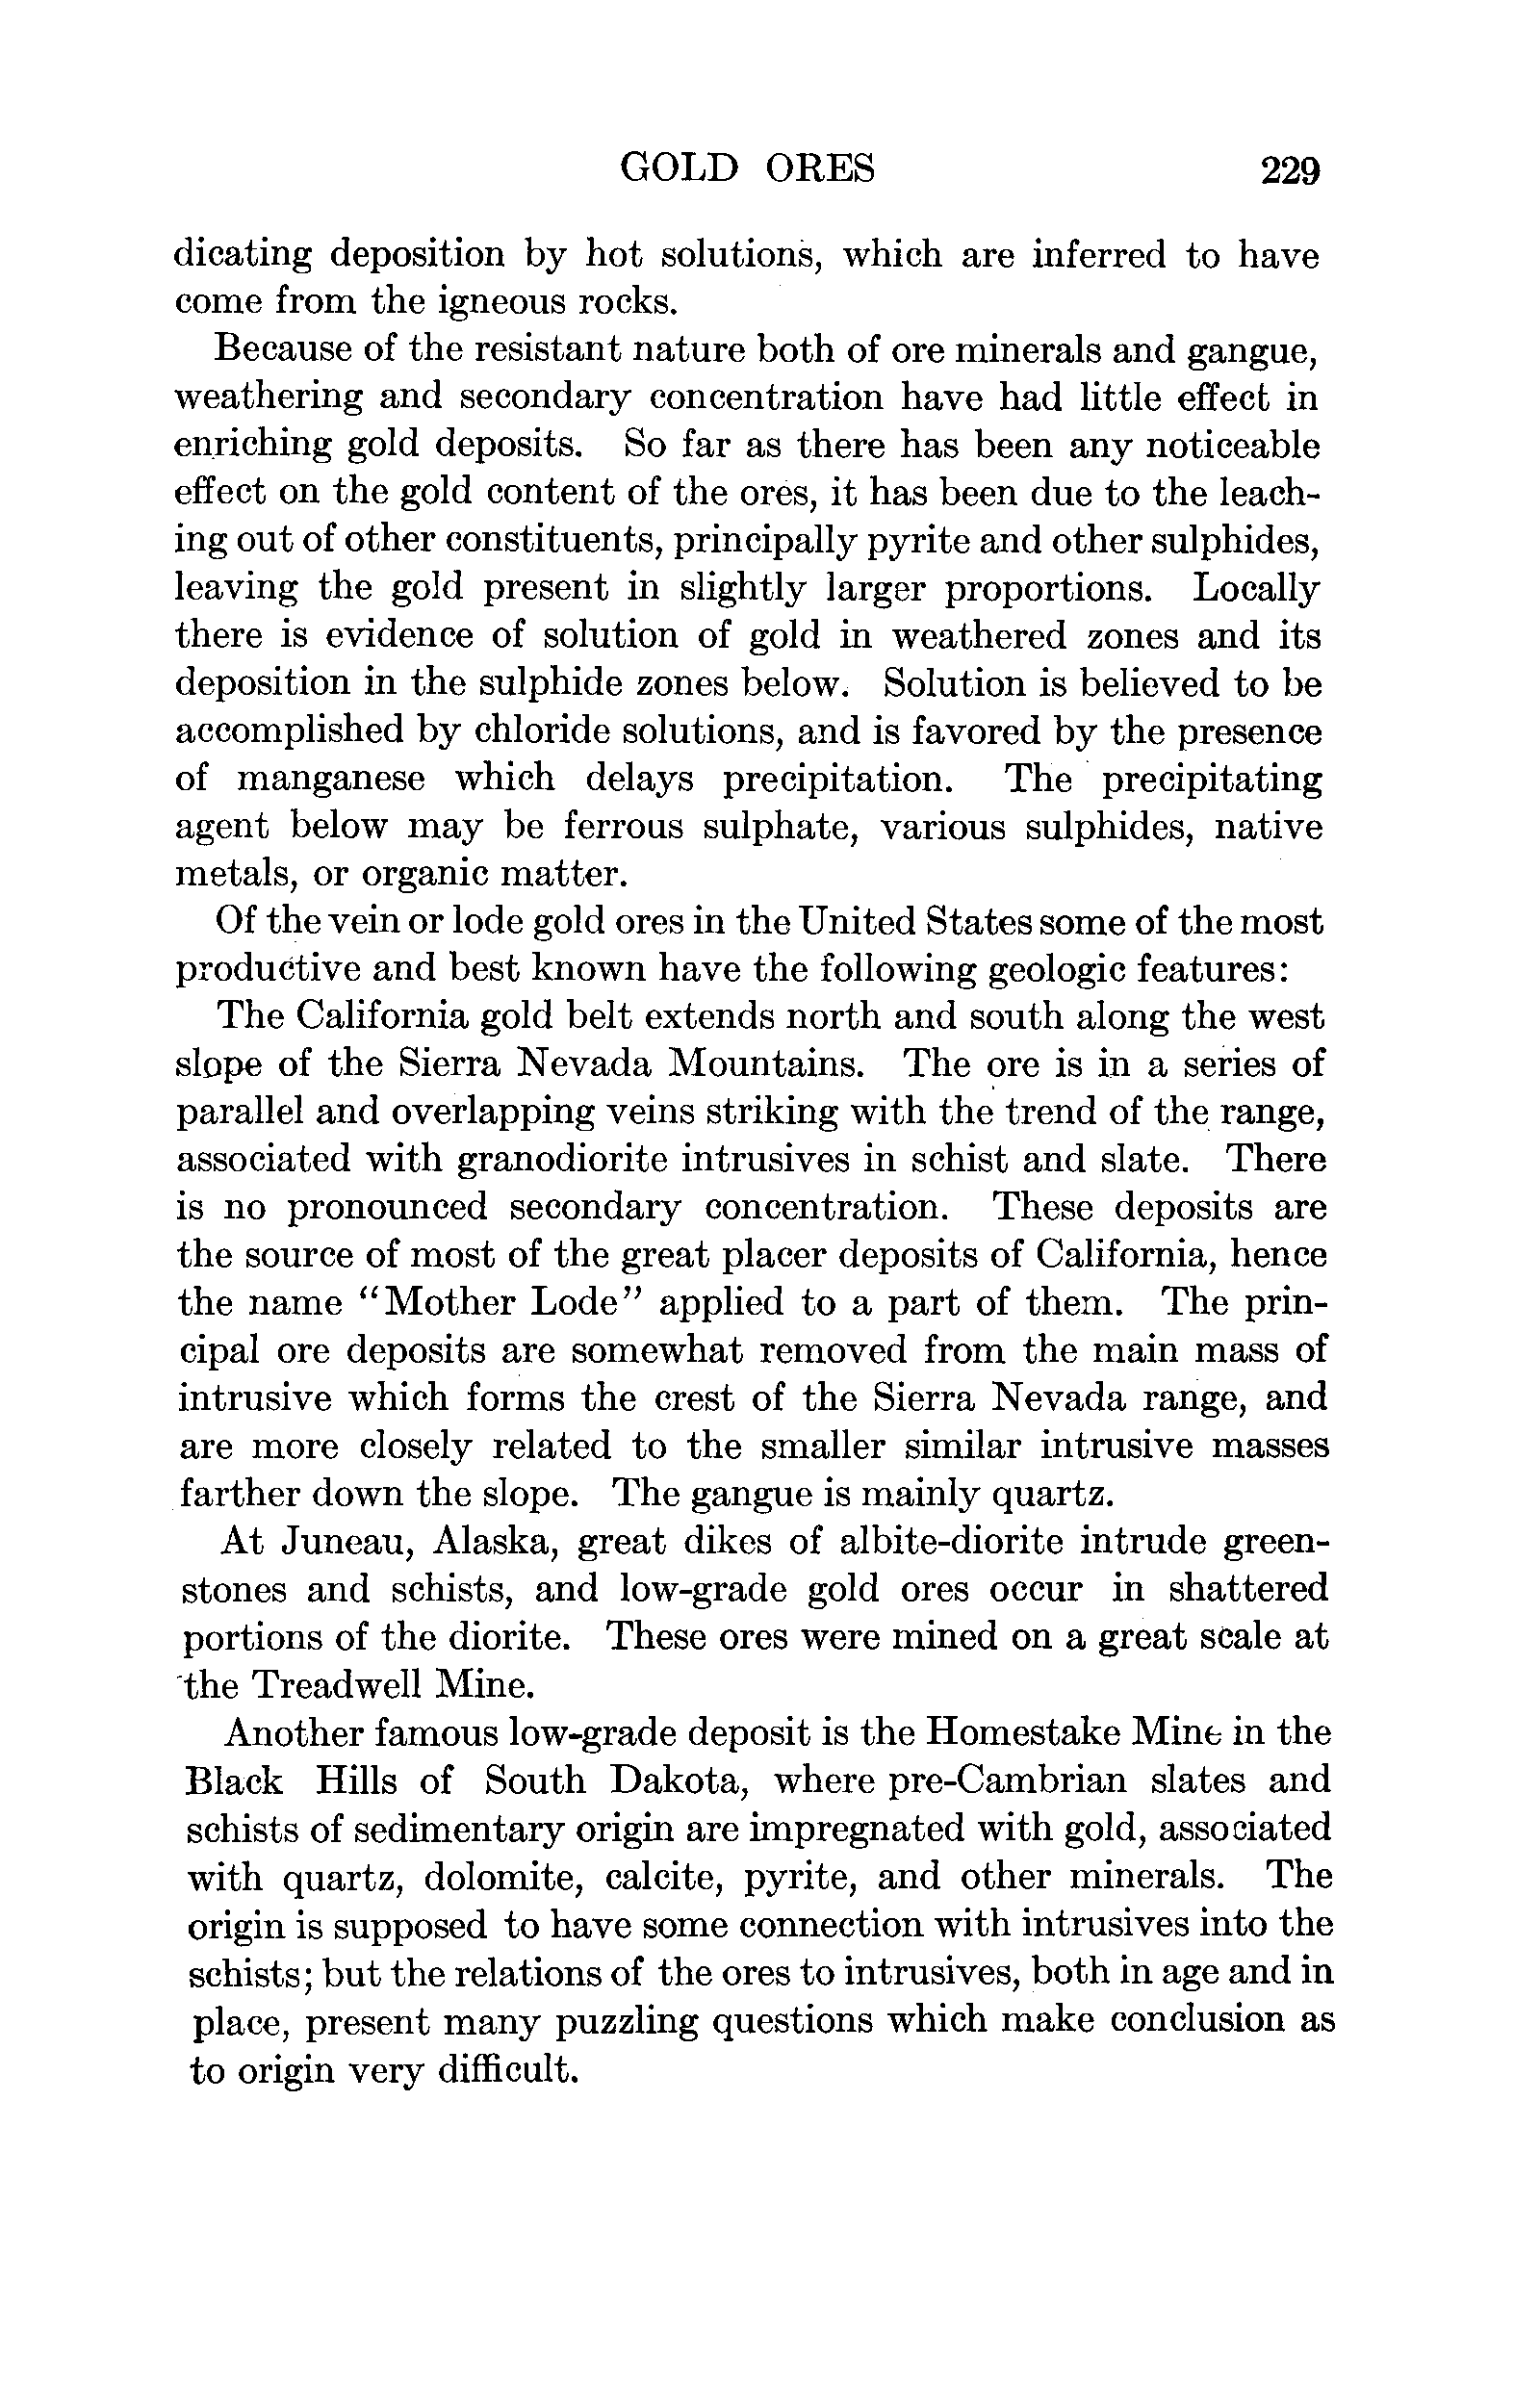 GOLD ORES 229
dicating deposition by hot solutions, which are inferred to have
come from the igneous rocks.
Because of the resistant nature both of ore minerals and gangue,
weathering and secondary concentration have had little effect in
enriching gold deposits. So far as there has been any noticeable
effect on the gold content of the ores, it has been due to the leach-
ing out of other constituents, principally pyrite and other sulphides,
leaving the gold present in slightly larger proportions. Locally
there is evidence of solution of gold in weathered zones and its
deposition in the sulphide zones below. Solution is believed to be
accomplished by chloride solutions, and is favored by the presence
of manganese which delays precipitation. The precipitating
agent below may be ferrous sulphate, various sulphides, native
metals, or organic matter.
Of the vein or lode gold ores in the United States some of the most
productive and best known have the following geologic features:
The California gold belt extends north and south along the west
slope of the Sierra Nevada Mountains. The ore is in a series of
parallel and overlapping veins striking with the trend of the range,
associated with granodiorite intrusives in schist and slate. There
is no pronounced secondary concentration. These deposits are
the source of most of the great placer deposits of California, hence
the name "Mother Lode" applied to a part of them. The prin-
cipal ore deposits are somewhat removed from the main mass of
intrusive which forms the crest of the Sierra Nevada range, and
are more closely related to the smaller similar intrusive masses
farther down the slope. The gangue is mainly quartz.
At Juneau, Alaska, great dikes of albite-diorite intrude green-
stones and schists, and low-grade gold ores occur in shattered
portions of the diorite. These ores were mined on a great scale at
the Treadwell Mine.
Another famous low-grade deposit is the Homestake Mine in the
Black Hills of South Dakota, where pre-Cambrian slates and
schists of sedimentary origin are impregnated with gold, associated
with quartz, dolomite, calcite, pyrite, and other minerals. The
origin is supposed to have some connection with intrusives into the
schists; but the relations of the ores to intrusives, both in age and in
place, present many puzzling questions which make conclusion as
to origin very difficult.